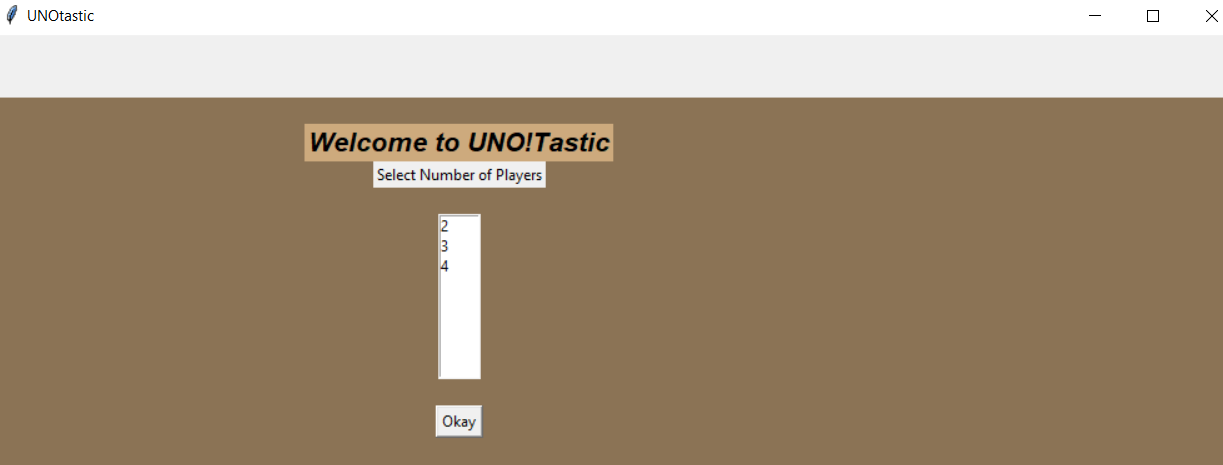 UNOtastic
Welcome to UNO!Tastic
Select Number of Players
2
3
4
Okay